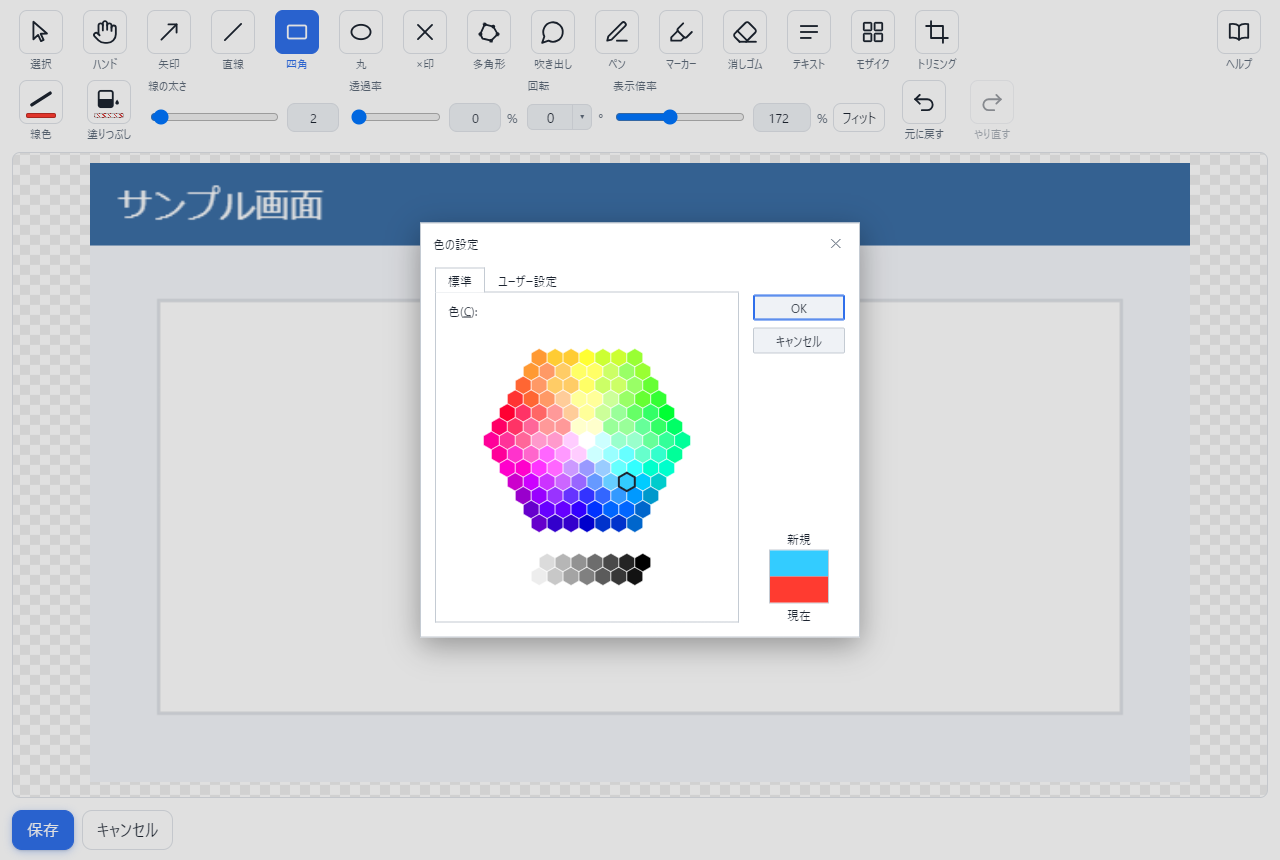 選択 ハンド 矢印 直線 四角 丸 ×印 多角形 吹き出し ペン マーカー 消しゴム テキスト モザイク トリミング ヘルプ
線の太さ 透過率 回転 表示倍率
2 0 % 0 ° 172 % フィット
線色 塗りつぶし 元に戻す やり直す
サンプル画面
色の設定
標準 ユーザー設定
色(C):
OK
キャンセル
新規
現在
保存 キャンセル